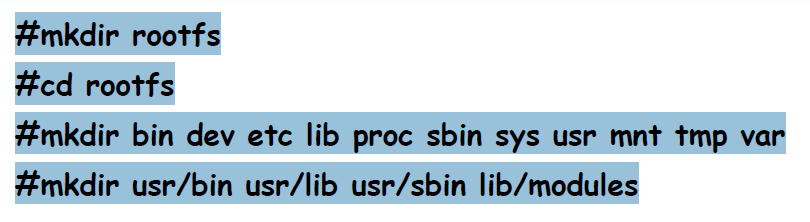 #mkdir rootfs
#cd rootfs
#mkdir bin dev etc lib proc sbin sys usr mnt tmp var
#mkdir usr/bin usr/lib usr/sbin lib/modules